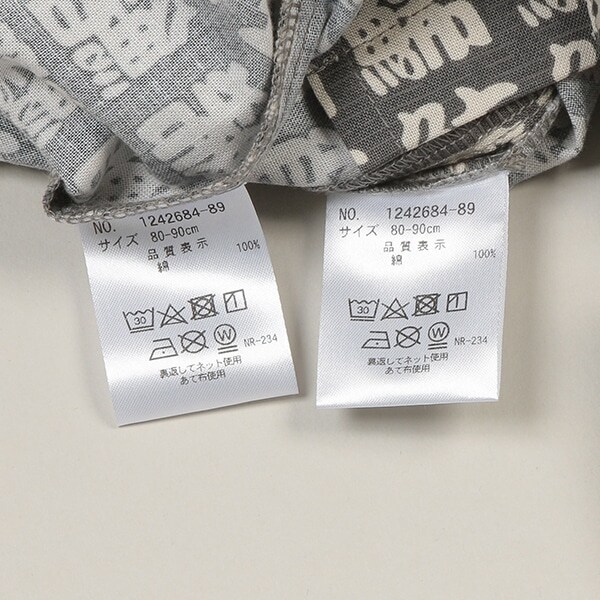 NO. 1242684-89
サイズ 80-90cm
品質表示
綿 100%
30
W
NR-234
裏返してネット使用
あて布使用
NO. 1242684-89
サイズ 80-90cm
品質表示
綿 100%
30
W
NR-234
裏返してネット使用
あて布使用